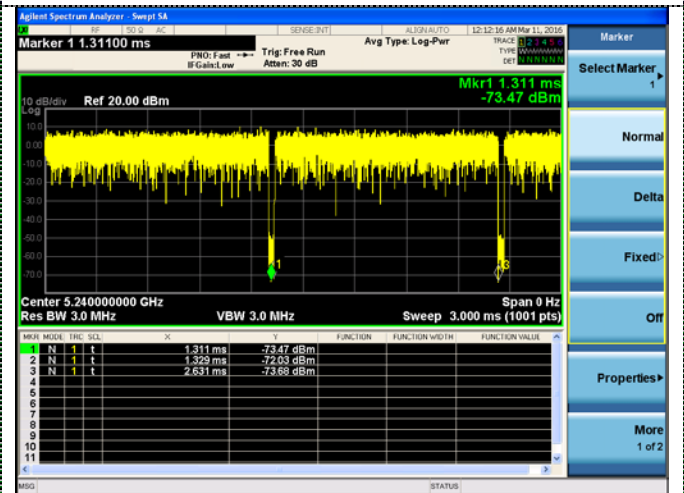 Agilent Spectrum Analyzer - Swept SA
RF 50 Ω AC SENSE:INT ALIGN AUTO 12:12:16 AM Mar 11, 2016
Marker 1 1.31100 ms
PNO: Fast
IFGain:Low
Trig: Free Run
Atten: 30 dB
Avg Type: Log-Pwr
TRACE 1 2 3 4 5 6
TYPE
DET N N N N N N
Mkr1 1.311 ms
-73.47 dBm
10 dB/div Ref 20.00 dBm
Log
10.0
0.00
-10.0
-20.0
-30.0
-40.0
-50.0
-60.0
-70.0
1
3
Center 5.240000000 GHz Span 0 Hz
Res BW 3.0 MHz VBW 3.0 MHz Sweep 3.000 ms (1001 pts)
MKR MODE TRC SCL X Y FUNCTION FUNCTION WIDTH FUNCTION VALUE
1 N 1 t 1.311 ms -73.47 dBm
2 N 1 t 1.329 ms -72.03 dBm
3 N 1 t 2.631 ms -73.68 dBm
4
5
6
7
8
9
10
11
MSG STATUS
Marker
Select Marker
1
Normal
Delta
Fixed
Off
Properties
More
1 of 2